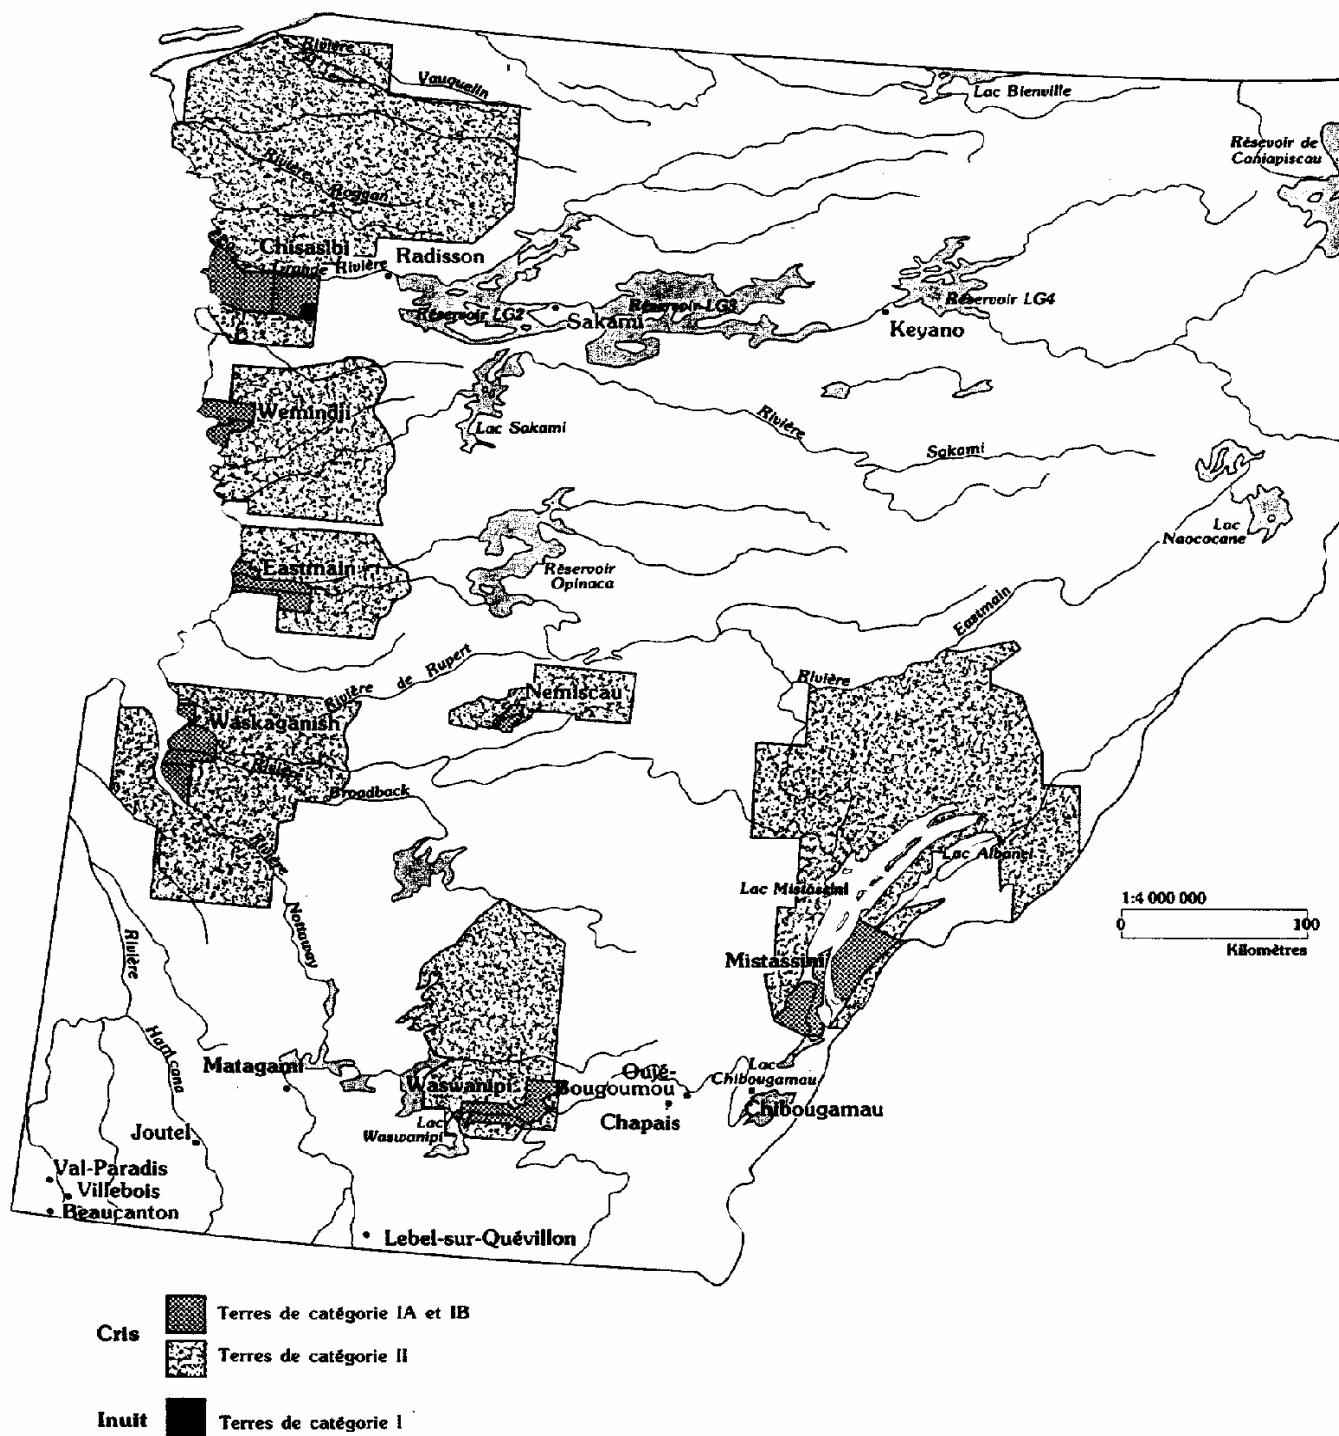 Rivière
Vauquelin
Lac Bienville
Résevoir de
Caniapiscau
Rivière
Roggan
Chisasibi
Grande Rivière
Radisson
Réservoir LG2
Sakami
Réservoir LG3
Réservoir LG4
Keyano
Wemindji
Lac Sakami
Rivière
Sakami
Lac
Naococane
Eastmain
Réservoir
Opinaca
Eastmain
Rivière
Rivière de Rupert
Nemiscau
Waskaganish
Rivière
Broadback
Rivière
Nottaway
Lac Albanel
Lac Mistassini
1:4 000 000
0 100
Kilomètres
Mistassini
Rivière
Harricana
Matagami
Waswanipi
Oujé-
Bougoumou
Lac
Chibougamau
Chibougamau
Chapais
Lac
Waswanipi
Joutel
Val-Paradis
Villebois
Beaucanton
Lebel-sur-Quévillon
Cris
Terres de catégorie IA et IB
Terres de catégorie II
Inuit
Terres de catégorie I